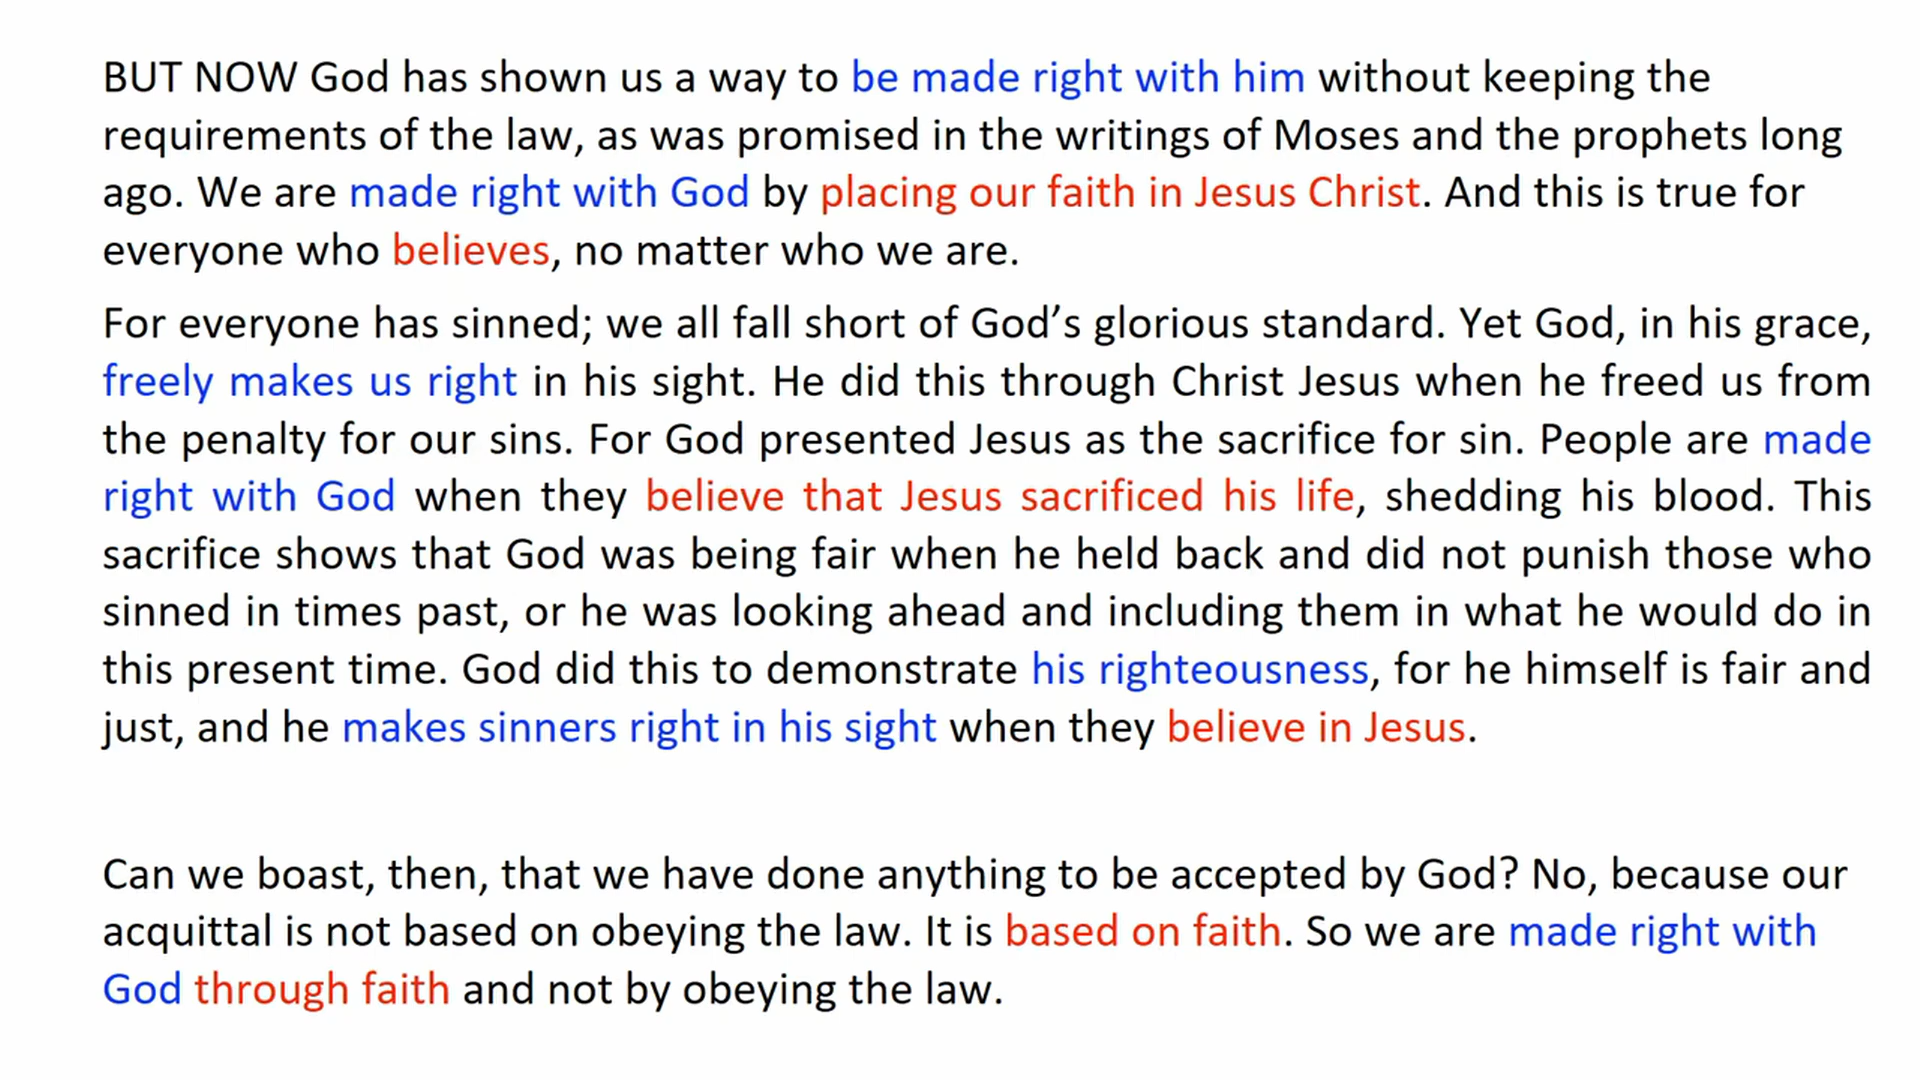 BUT NOW God has shown us a way to be made right with him without keeping the
requirements of the law, as was promised in the writings of Moses and the prophets long
ago. We are made right with God by placing our faith in Jesus Christ. And this is true for
everyone who believes, no matter who we are.
For everyone has sinned; we all fall short of God’s glorious standard. Yet God, in his grace,
freely makes us right in his sight. He did this through Christ Jesus when he freed us from
the penalty for our sins. For God presented Jesus as the sacrifice for sin. People are made
right with God when they believe that Jesus sacrificed his life, shedding his blood. This
sacrifice shows that God was being fair when he held back and did not punish those who
sinned in times past, or he was looking ahead and including them in what he would do in
this present time. God did this to demonstrate his righteousness, for he himself is fair and
just, and he makes sinners right in his sight when they believe in Jesus.
Can we boast, then, that we have done anything to be accepted by God? No, because our
acquittal is not based on obeying the law. It is based on faith. So we are made right with
God through faith and not by obeying the law.